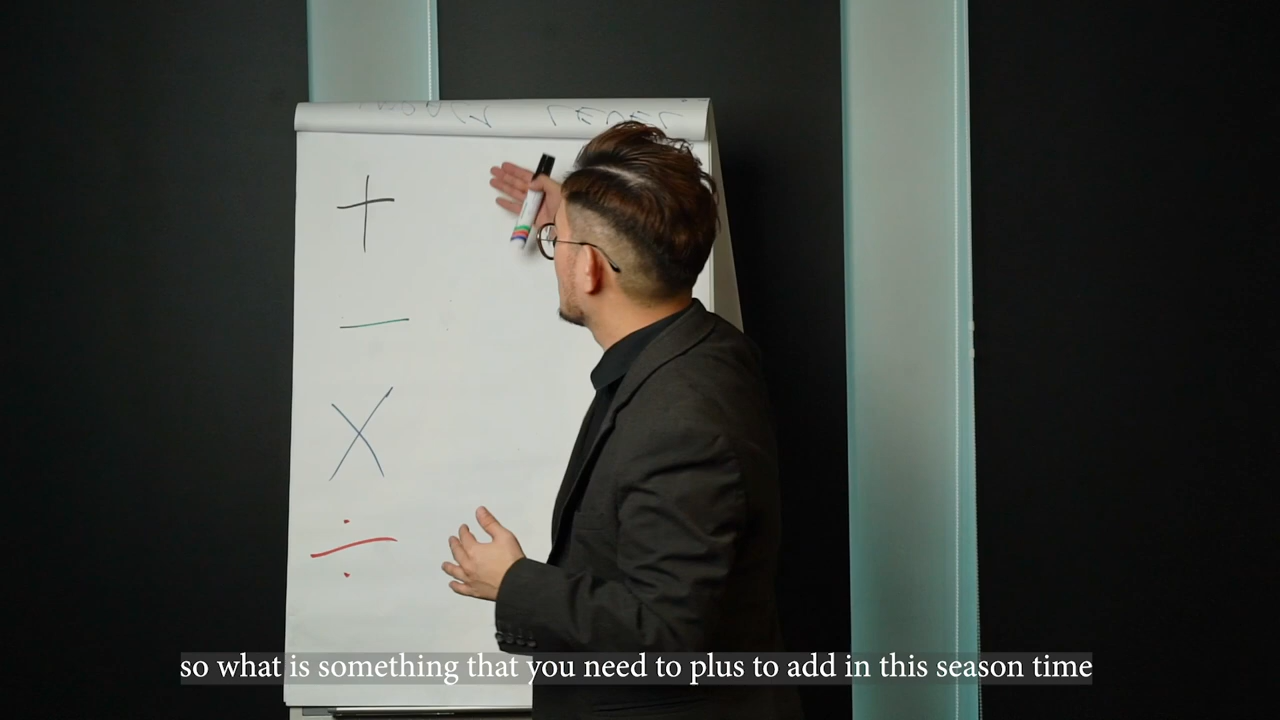 +
−
X
÷
so what is something that you need to plus to add in this season time